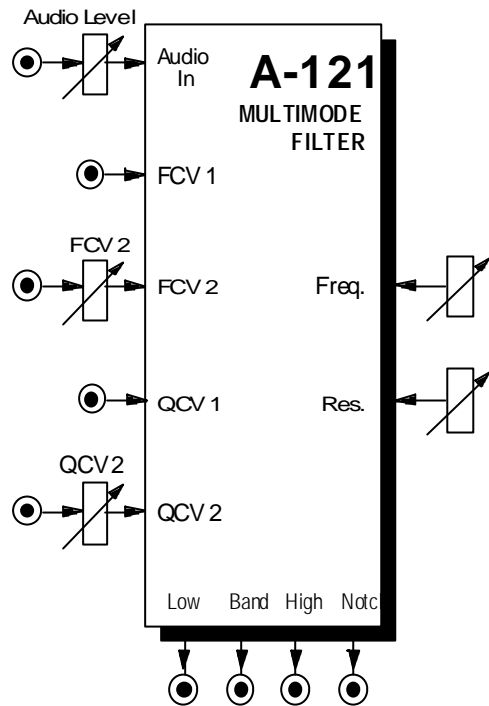 Audio Level
Audio
In
A-121
MULTIMODE
FILTER
FCV 1
FCV 2
FCV 2
Freq.
QCV 1
Res.
QCV 2
QCV 2
Low Band High Notc